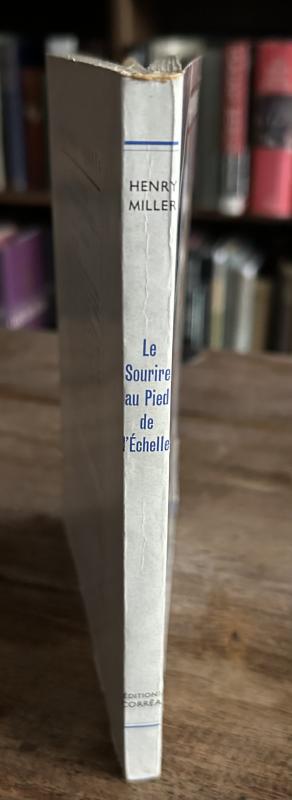 HENRY
MILLER
Le
Sourire
au Pied
de
l'Échelle
ÉDITIONS
CORRÊA